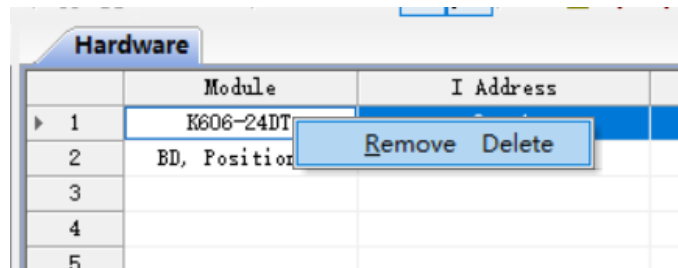 Hardware
Module I Address
1 K606-24DT
2 BD, Position
Remove Delete
3
4
5